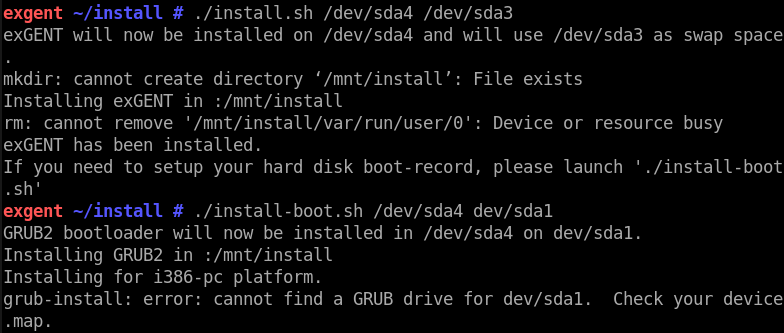 exgent ~/install # ./install.sh /dev/sda4 /dev/sda3
exGENT will now be installed on /dev/sda4 and will use /dev/sda3 as swap space
.
mkdir: cannot create directory ‘/mnt/install’: File exists
Installing exGENT in :/mnt/install
rm: cannot remove '/mnt/install/var/run/user/0': Device or resource busy
exGENT has been installed.
If you need to setup your hard disk boot-record, please launch './install-boot
.sh'
exgent ~/install # ./install-boot.sh /dev/sda4 dev/sda1
GRUB2 bootloader will now be installed in /dev/sda4 on dev/sda1.
Installing GRUB2 in :/mnt/install
Installing for i386-pc platform.
grub-install: error: cannot find a GRUB drive for dev/sda1.  Check your device
.map.